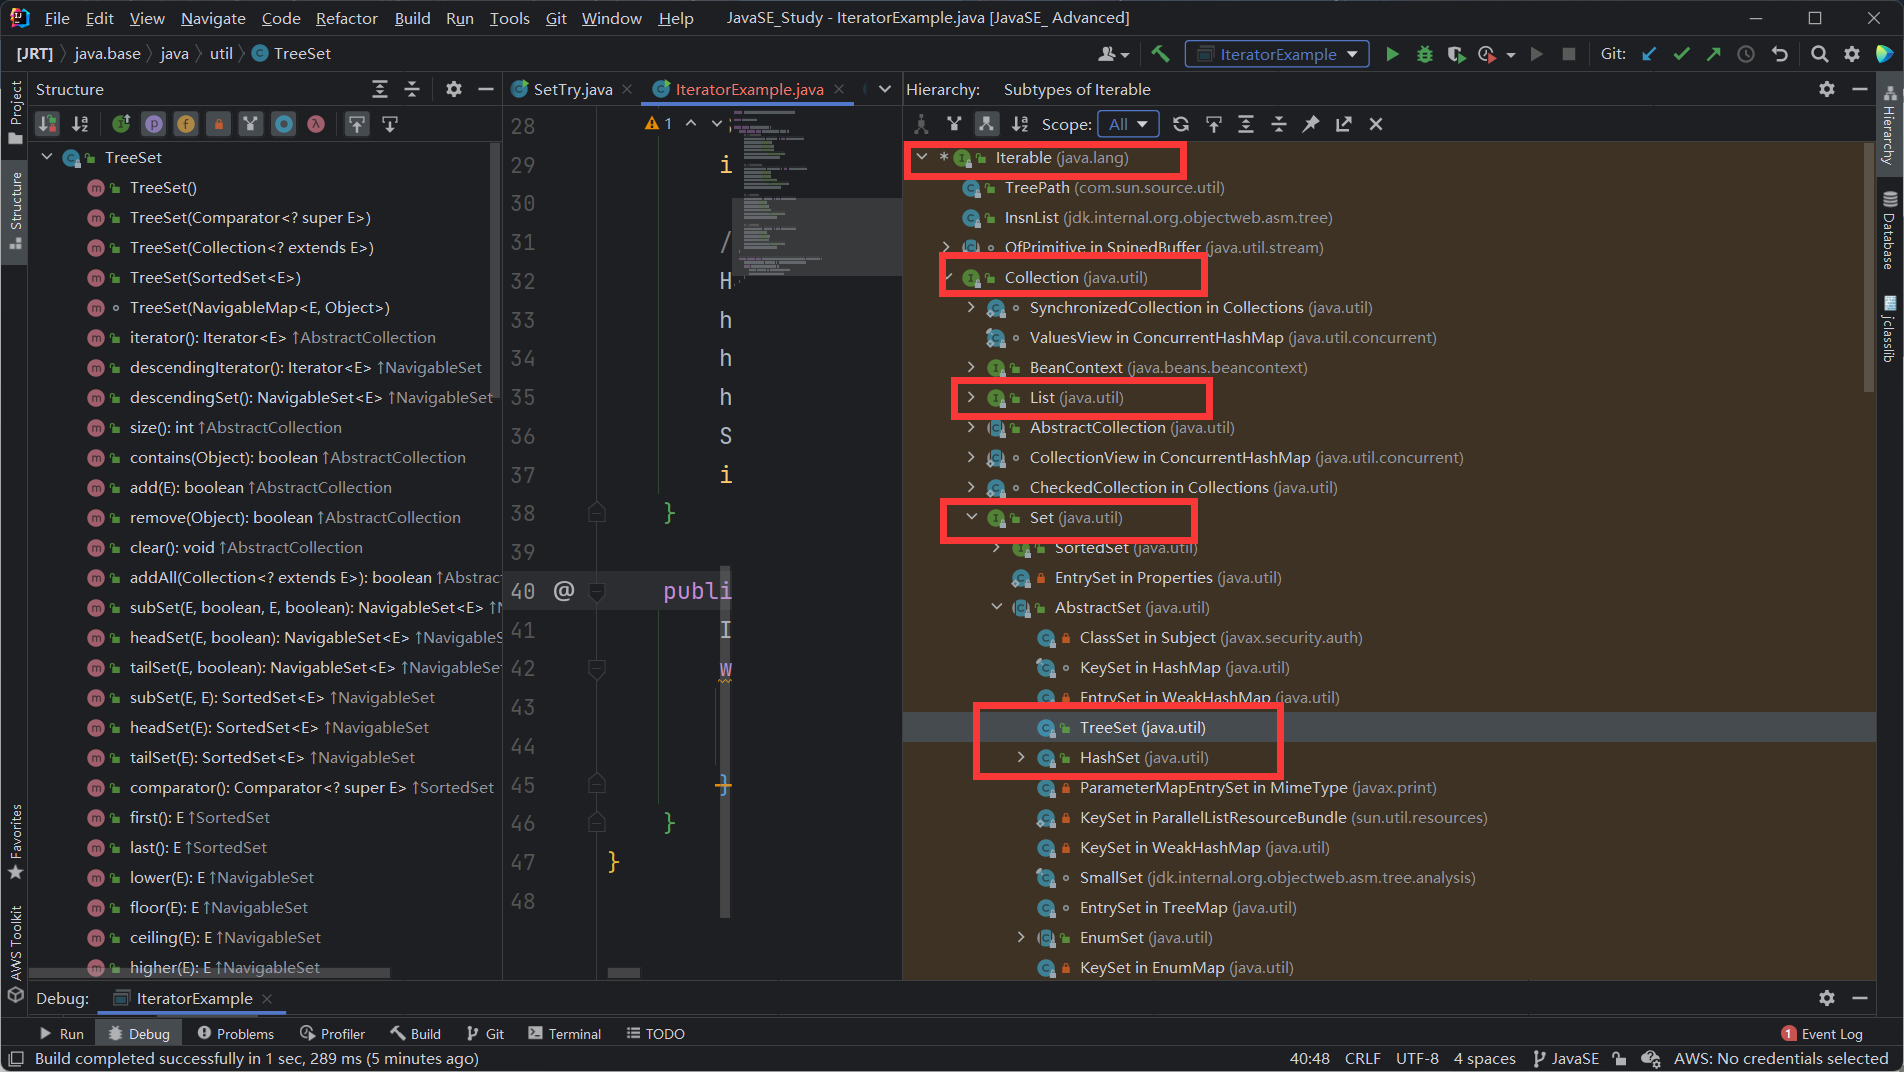 File Edit View Navigate Code Refactor Build Run Tools Git Window Help JavaSE_Study - IteratorExample.java [JavaSE_ Advanced]
[JRT] java.base java util TreeSet IteratorExample Git:
Project
Structure
Favorites
AWS Toolkit
Structure
TreeSet
TreeSet()
TreeSet(Comparator<? super E>)
TreeSet(Collection<? extends E>)
TreeSet(SortedSet<E>)
TreeSet(NavigableMap<E, Object>)
iterator(): Iterator<E> ↑AbstractCollection
descendingIterator(): Iterator<E> ↑NavigableSet
descendingSet(): NavigableSet<E> ↑NavigableSet
size(): int ↑AbstractCollection
contains(Object): boolean ↑AbstractCollection
add(E): boolean ↑AbstractCollection
remove(Object): boolean ↑AbstractCollection
clear(): void ↑AbstractCollection
addAll(Collection<? extends E>): boolean ↑Abstrac
subSet(E, boolean, E, boolean): NavigableSet<E> ↑N
headSet(E, boolean): NavigableSet<E> ↑NavigableS
tailSet(E, boolean): NavigableSet<E> ↑NavigableSe
subSet(E, E): SortedSet<E> ↑NavigableSet
headSet(E): SortedSet<E> ↑NavigableSet
tailSet(E): SortedSet<E> ↑NavigableSet
comparator(): Comparator<? super E> ↑SortedSet
first(): E ↑SortedSet
last(): E ↑SortedSet
lower(E): E ↑NavigableSet
floor(E): E ↑NavigableSet
ceiling(E): E ↑NavigableSet
higher(E): E ↑NavigableSet
SetTry.java IteratorExample.java
1
28
29 i
30
31 /
32 H
33 h
34 h
35 h
36 S
37 i
38 }
39
40 @ publi
41 I
42 w
43
44
45 }
46 }
47 }
48
Hierarchy: Subtypes of Iterable
Scope: All
* Iterable (java.lang)
TreePath (com.sun.source.util)
InsnList (jdk.internal.org.objectweb.asm.tree)
OfPrimitive in SpinedBuffer (java.util.stream)
Collection (java.util)
SynchronizedCollection in Collections (java.util)
ValuesView in ConcurrentHashMap (java.util.concurrent)
BeanContext (java.beans.beancontext)
List (java.util)
AbstractCollection (java.util)
CollectionView in ConcurrentHashMap (java.util.concurrent)
CheckedCollection in Collections (java.util)
Set (java.util)
SortedSet (java.util)
EntrySet in Properties (java.util)
AbstractSet (java.util)
ClassSet in Subject (javax.security.auth)
KeySet in HashMap (java.util)
EntrySet in WeakHashMap (java.util)
TreeSet (java.util)
HashSet (java.util)
ParameterMapEntrySet in MimeType (javax.print)
KeySet in ParallelListResourceBundle (sun.util.resources)
KeySet in WeakHashMap (java.util)
SmallSet (jdk.internal.org.objectweb.asm.tree.analysis)
EntrySet in TreeMap (java.util)
EnumSet (java.util)
KeySet in EnumMap (java.util)
Hierarchy
Database
jclasslib
Debug: IteratorExample
Run Debug Problems Profiler Build Git Terminal TODO 1 Event Log
Build completed successfully in 1 sec, 289 ms (5 minutes ago) 40:48 CRLF UTF-8 4 spaces JavaSE AWS: No credentials selected